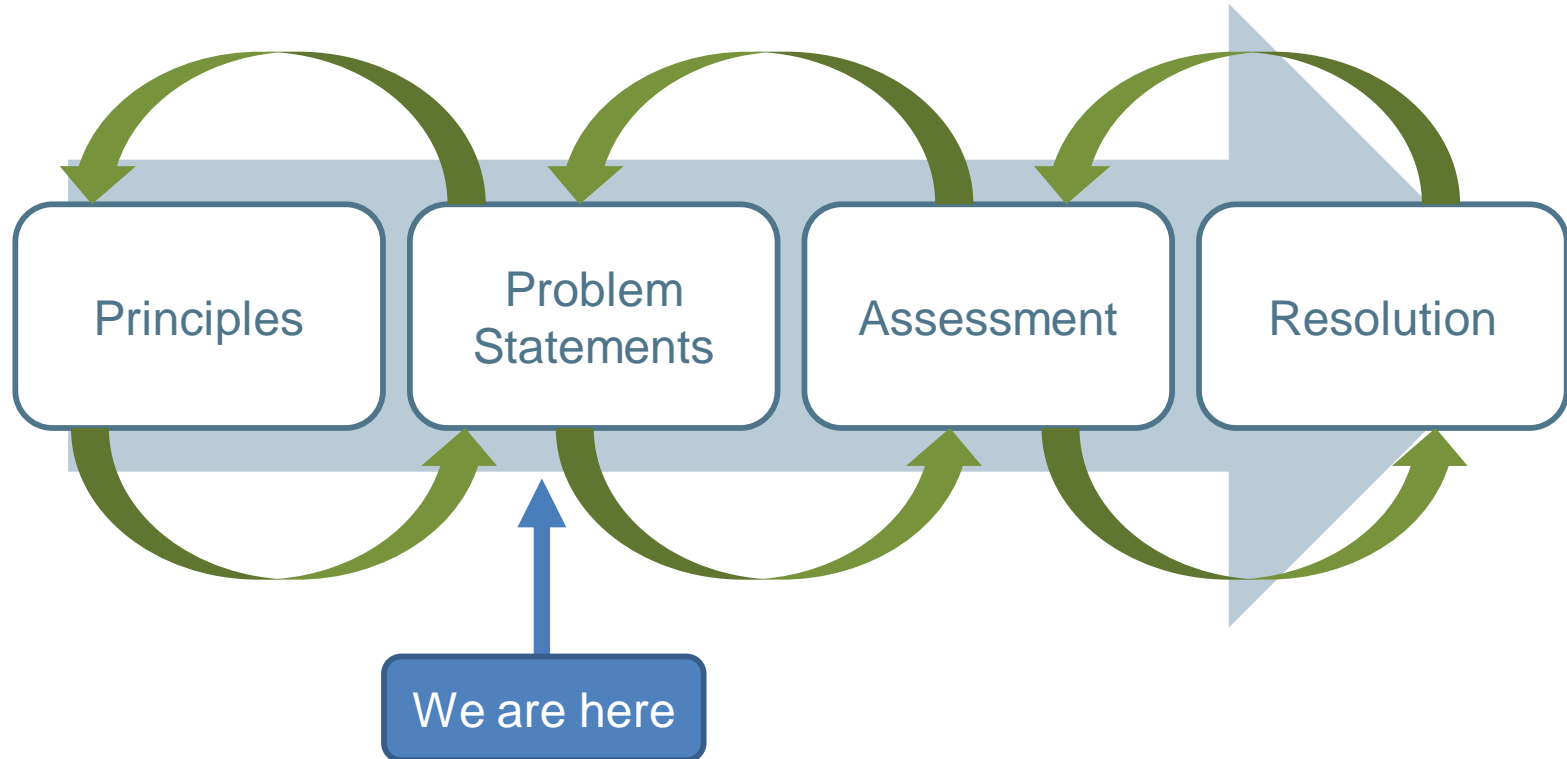 Principles
Problem
Statements
Assessment
Resolution
We are here